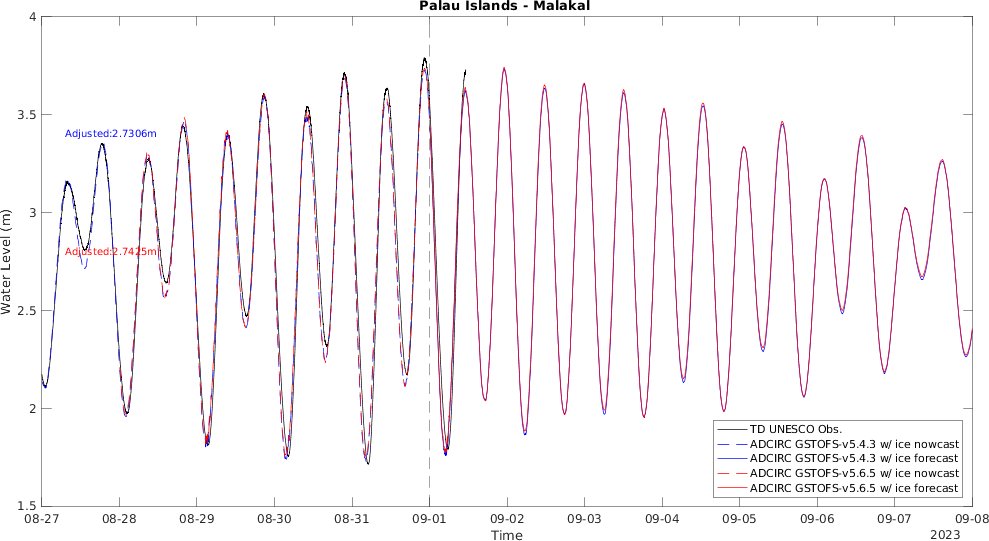 Palau Islands - Malakal
4
3.5
3
2.5
2
1.5
Water Level (m)
Adjusted:2.7306m
Adjusted:2.7425m
TD UNESCO Obs.
ADCIRC GSTOFS-v5.4.3 w/ ice nowcast
ADCIRC GSTOFS-v5.4.3 w/ ice forecast
ADCIRC GSTOFS-v5.6.5 w/ ice nowcast
ADCIRC GSTOFS-v5.6.5 w/ ice forecast
08-27 08-28 08-29 08-30 08-31 09-01 09-02 09-03 09-04 09-05 09-06 09-07 09-08
Time
2023